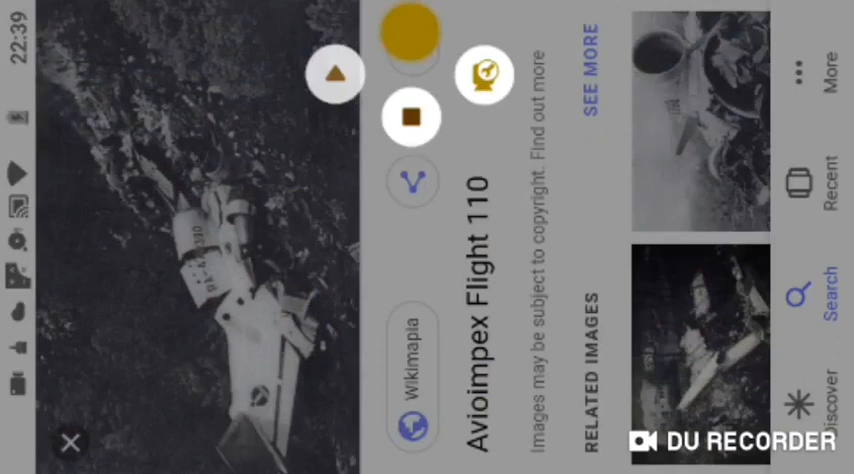 22:39
Wikimapia
Avioimpex Flight 110
Images may be subject to copyright. Find out more
RELATED IMAGES
SEE MORE
Discover
Search
Recent
More
DU RECORDER